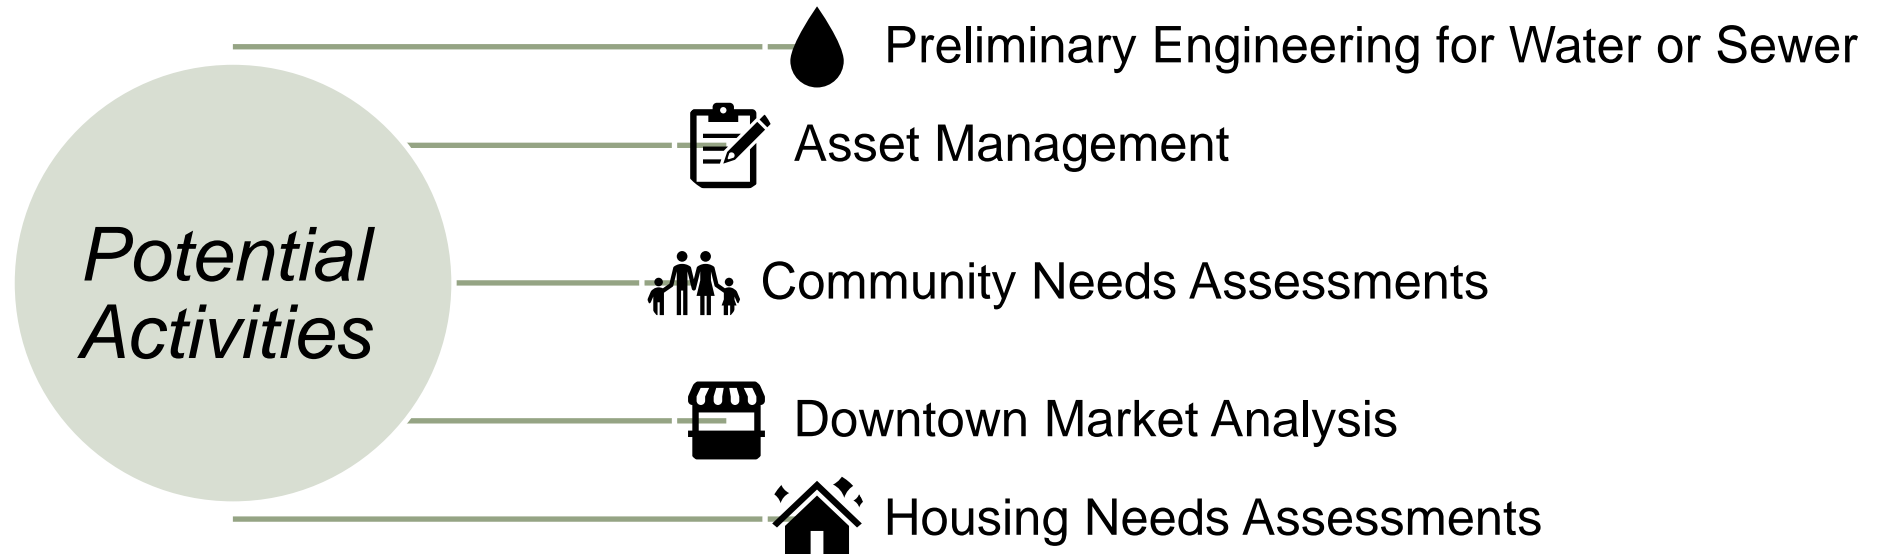 Potential
Activities
Preliminary Engineering for Water or Sewer
Asset Management
Community Needs Assessments
Downtown Market Analysis
Housing Needs Assessments